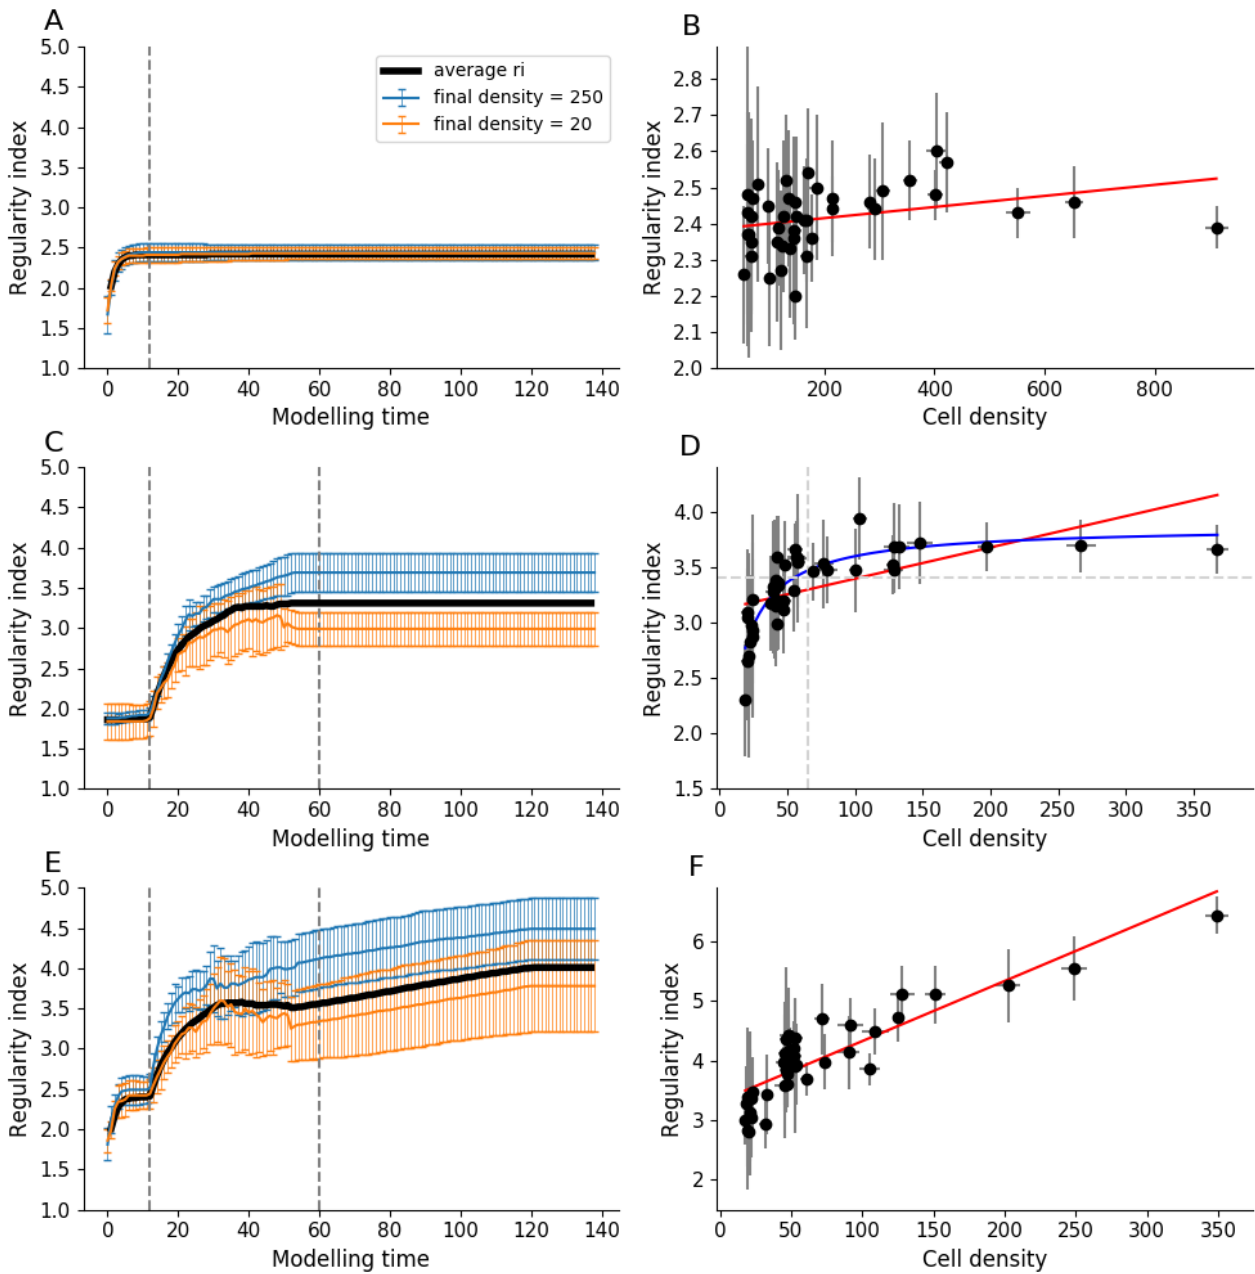 A
5.0
4.5
4.0
3.5
3.0
2.5
2.0
1.5
1.0
Regularity index
0 20 40 60 80 100 120 140
Modelling time
average ri
final density = 250
final density = 20
B
2.8
2.7
2.6
2.5
2.4
2.3
2.2
2.1
2.0
Regularity index
200 400 600 800
Cell density
C
5.0
4.5
4.0
3.5
3.0
2.5
2.0
1.5
1.0
Regularity index
0 20 40 60 80 100 120 140
Modelling time
D
4.0
3.5
3.0
2.5
2.0
1.5
Regularity index
0 50 100 150 200 250 300 350
Cell density
E
5.0
4.5
4.0
3.5
3.0
2.5
2.0
1.5
1.0
Regularity index
0 20 40 60 80 100 120 140
Modelling time
F
6
5
4
3
2
Regularity index
0 50 100 150 200 250 300 350
Cell density